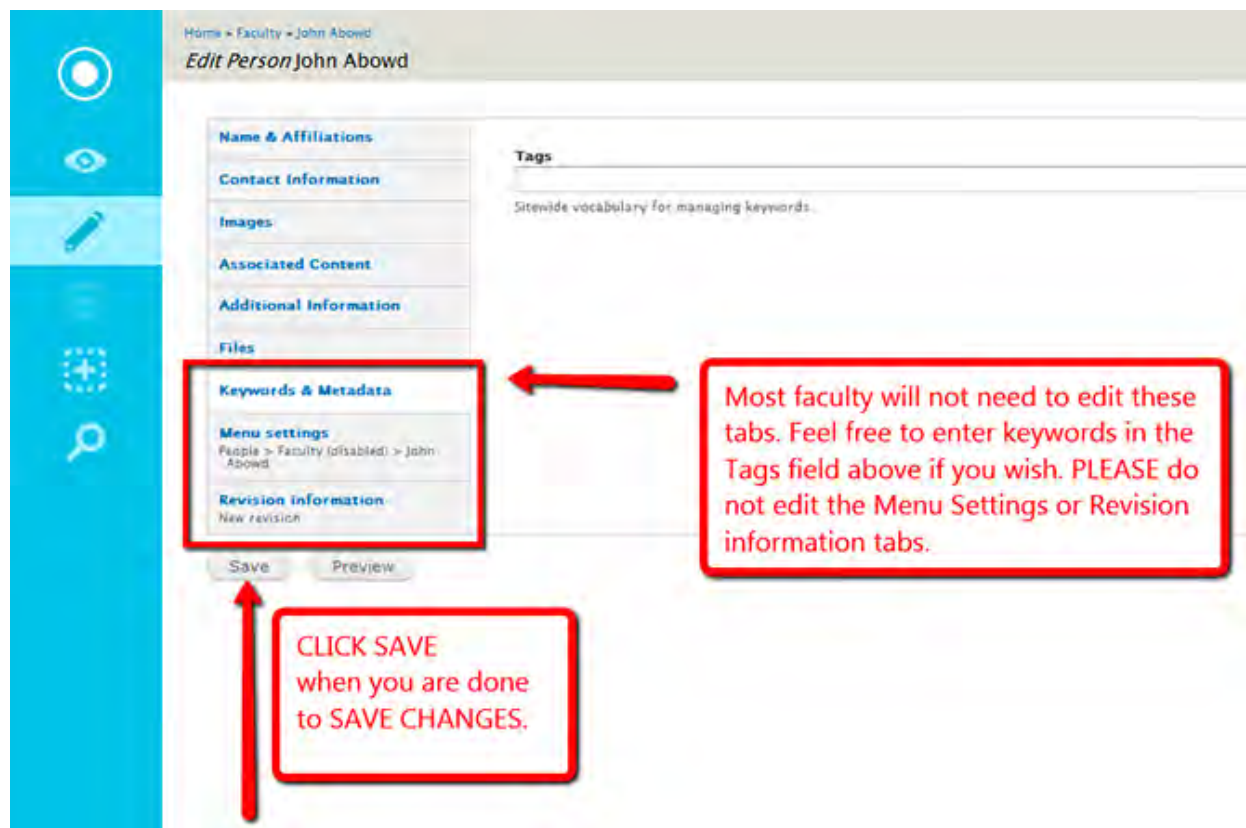 Home » Faculty » John Abowd
Edit Person John Abowd
Name & Affiliations
Contact Information
Images
Associated Content
Additional Information
Files
Keywords & Metadata
Menu settings
People > Faculty (disabled) > John
Abowd
Revision information
New revision
Save Preview
Tags
Sitewide vocabulary for managing keywords.
Most faculty will not need to edit these
tabs. Feel free to enter keywords in the
Tags field above if you wish. PLEASE do
not edit the Menu Settings or Revision
information tabs.
CLICK SAVE
when you are done
to SAVE CHANGES.